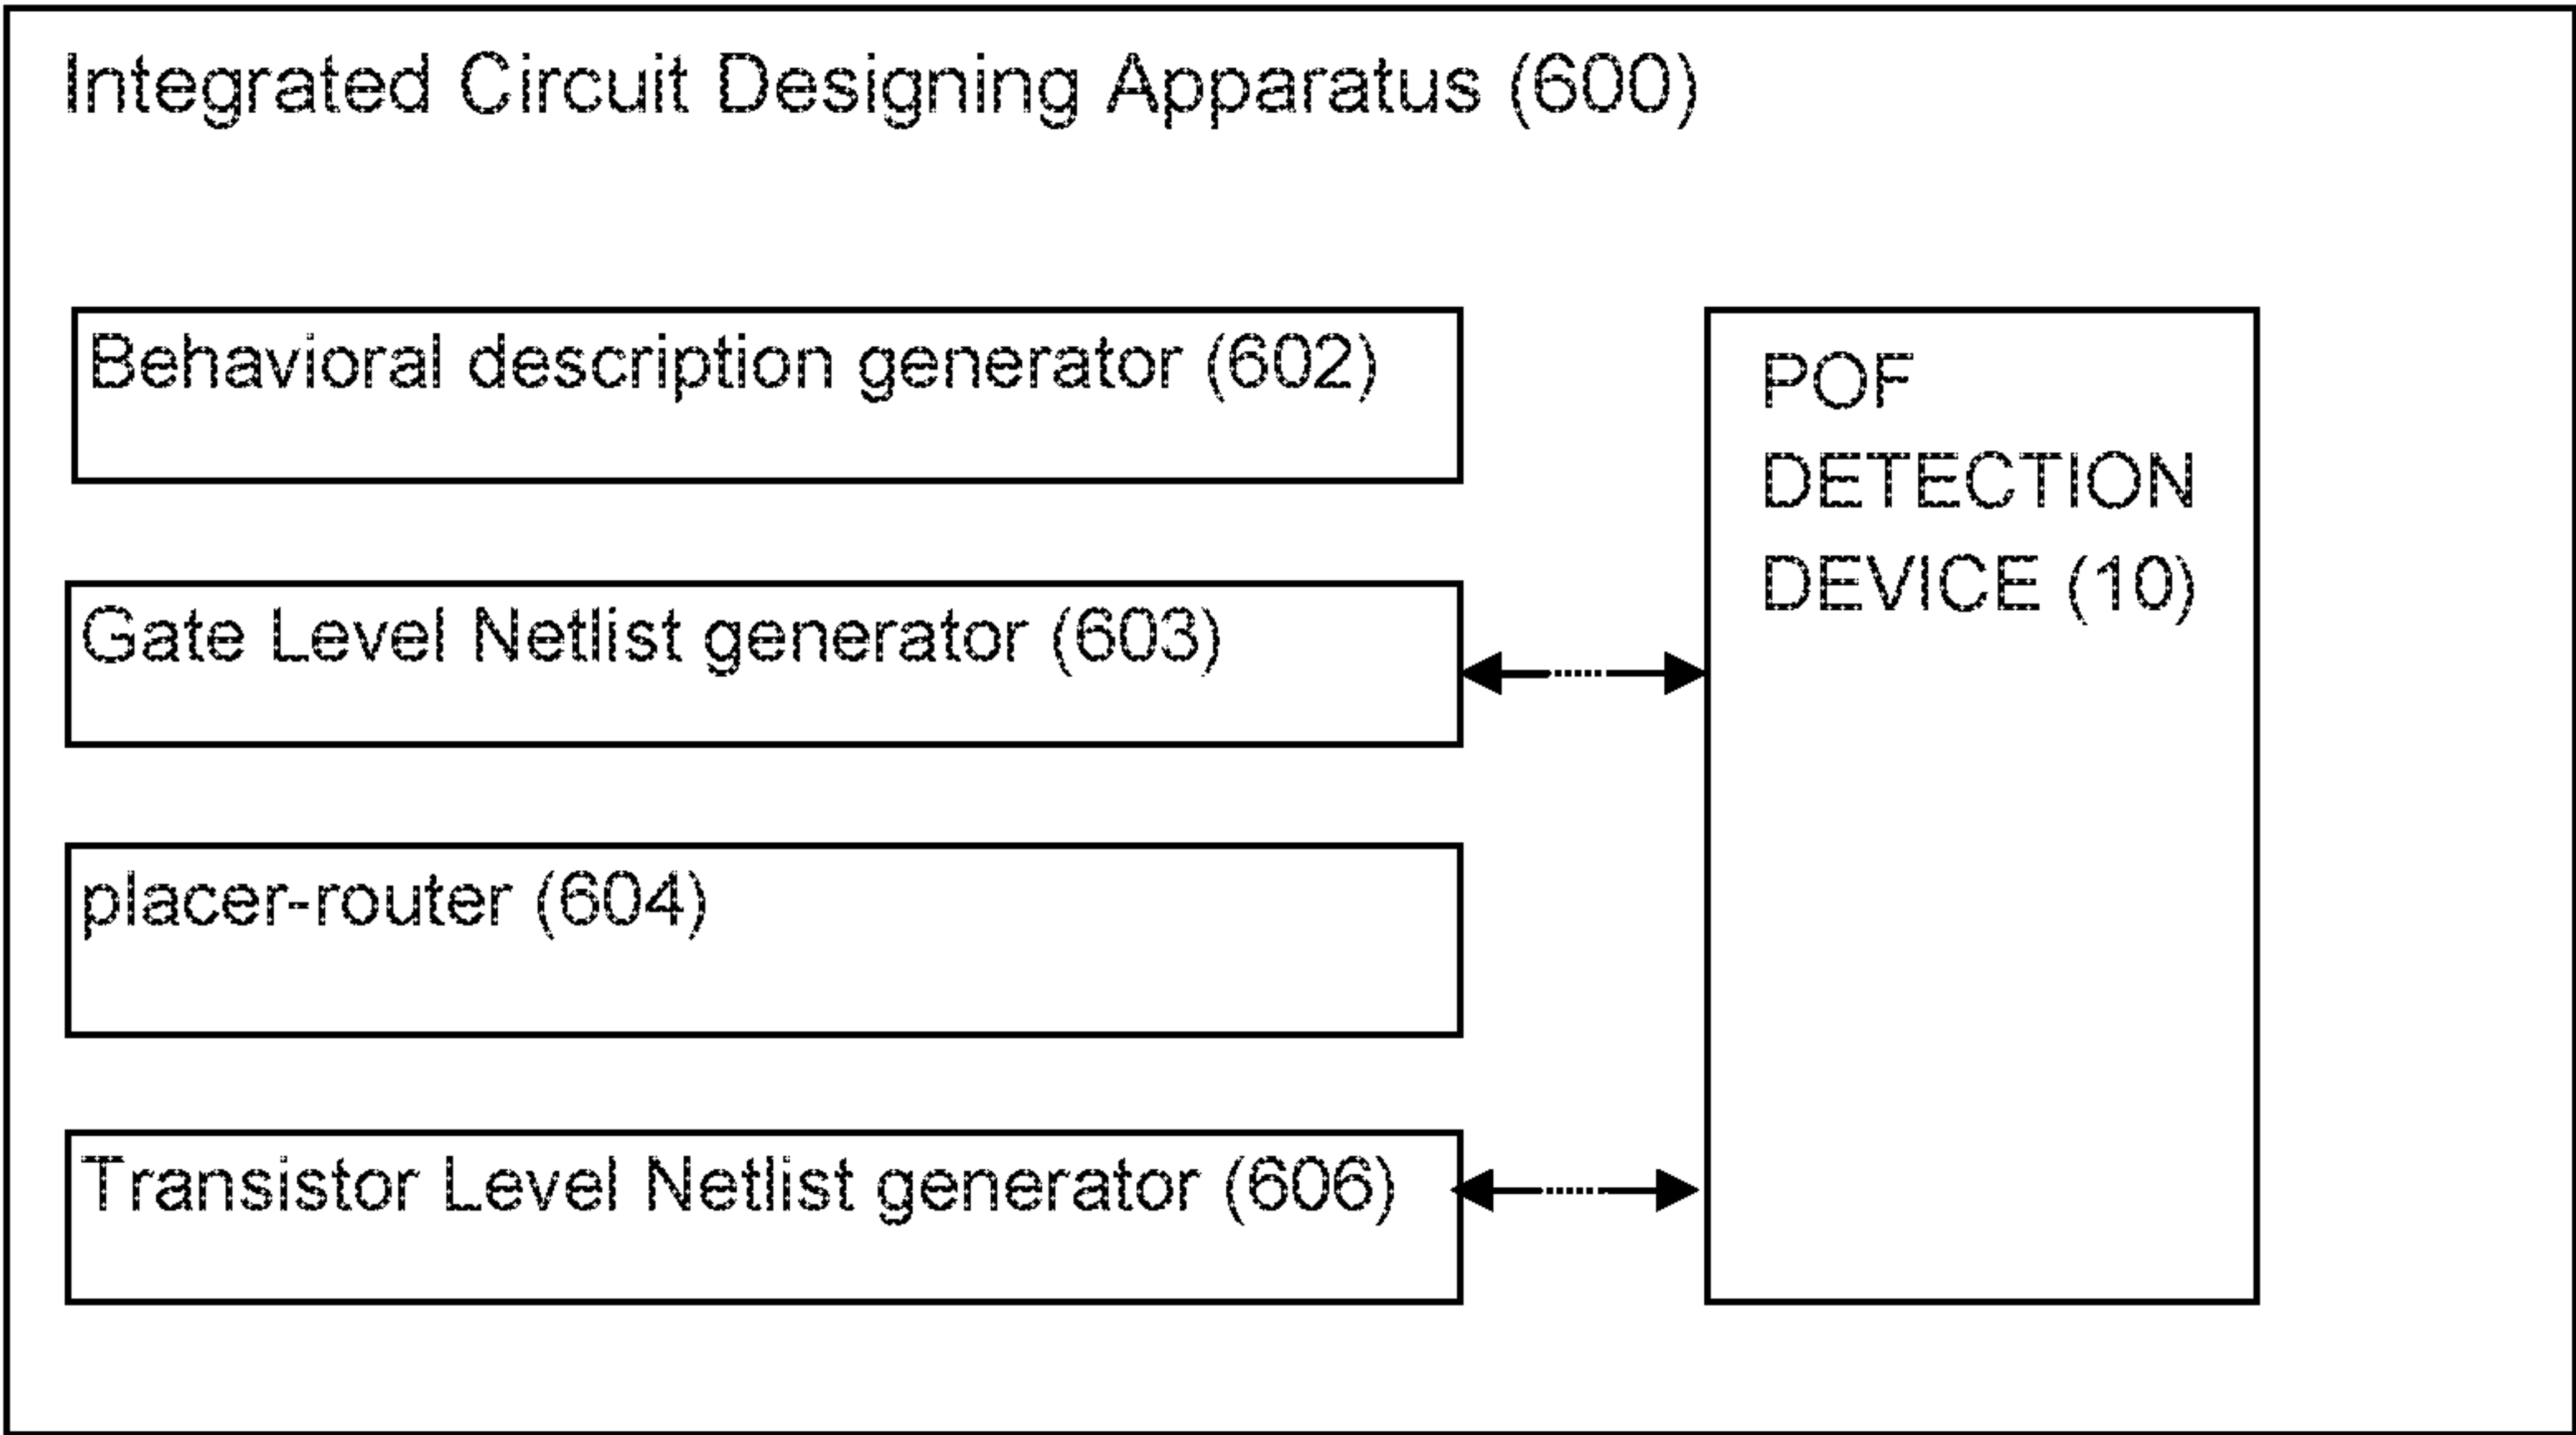 Integrated Circuit Designing Apparatus (600)
Behavioral description generator (602)
Gate Level Netlist generator (603)
placer-router (604)
Transistor Level Netlist generator (606)
POF
DETECTION
DEVICE (10)